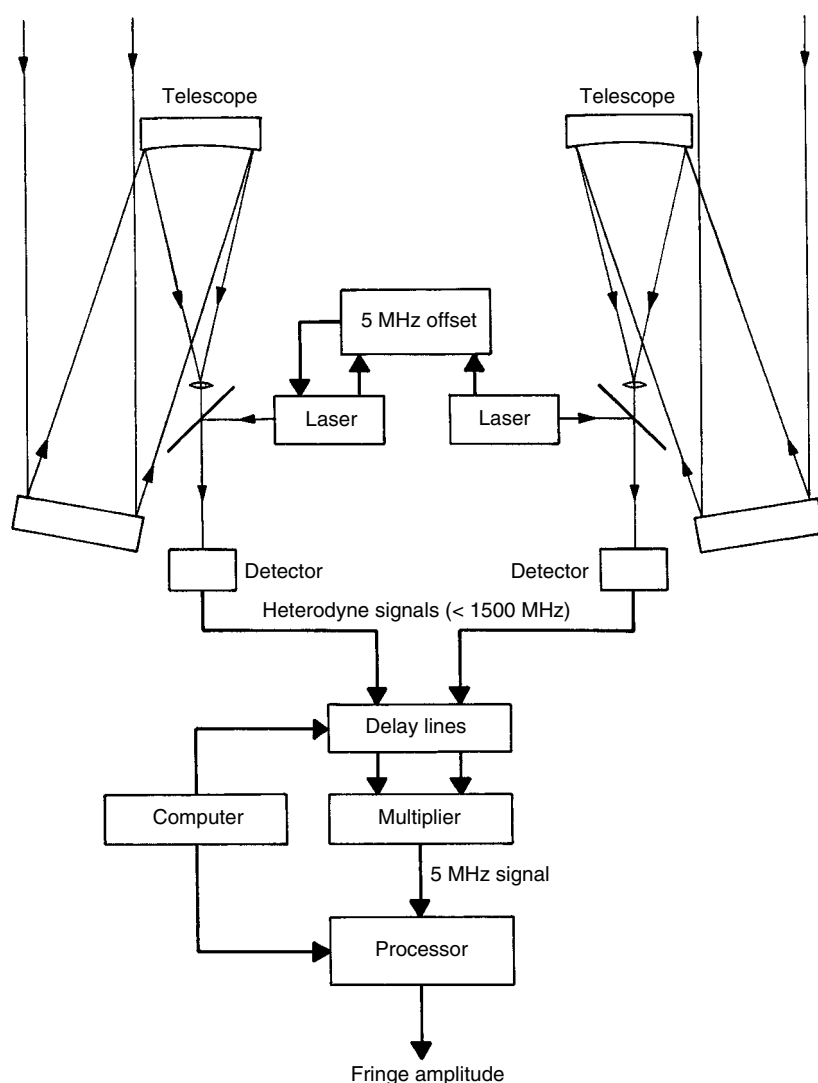 Telescope
Telescope
5 MHz offset
Laser
Laser
Detector
Detector
Heterodyne signals (< 1500 MHz)
Delay lines
Computer
Multiplier
5 MHz signal
Processor
Fringe amplitude